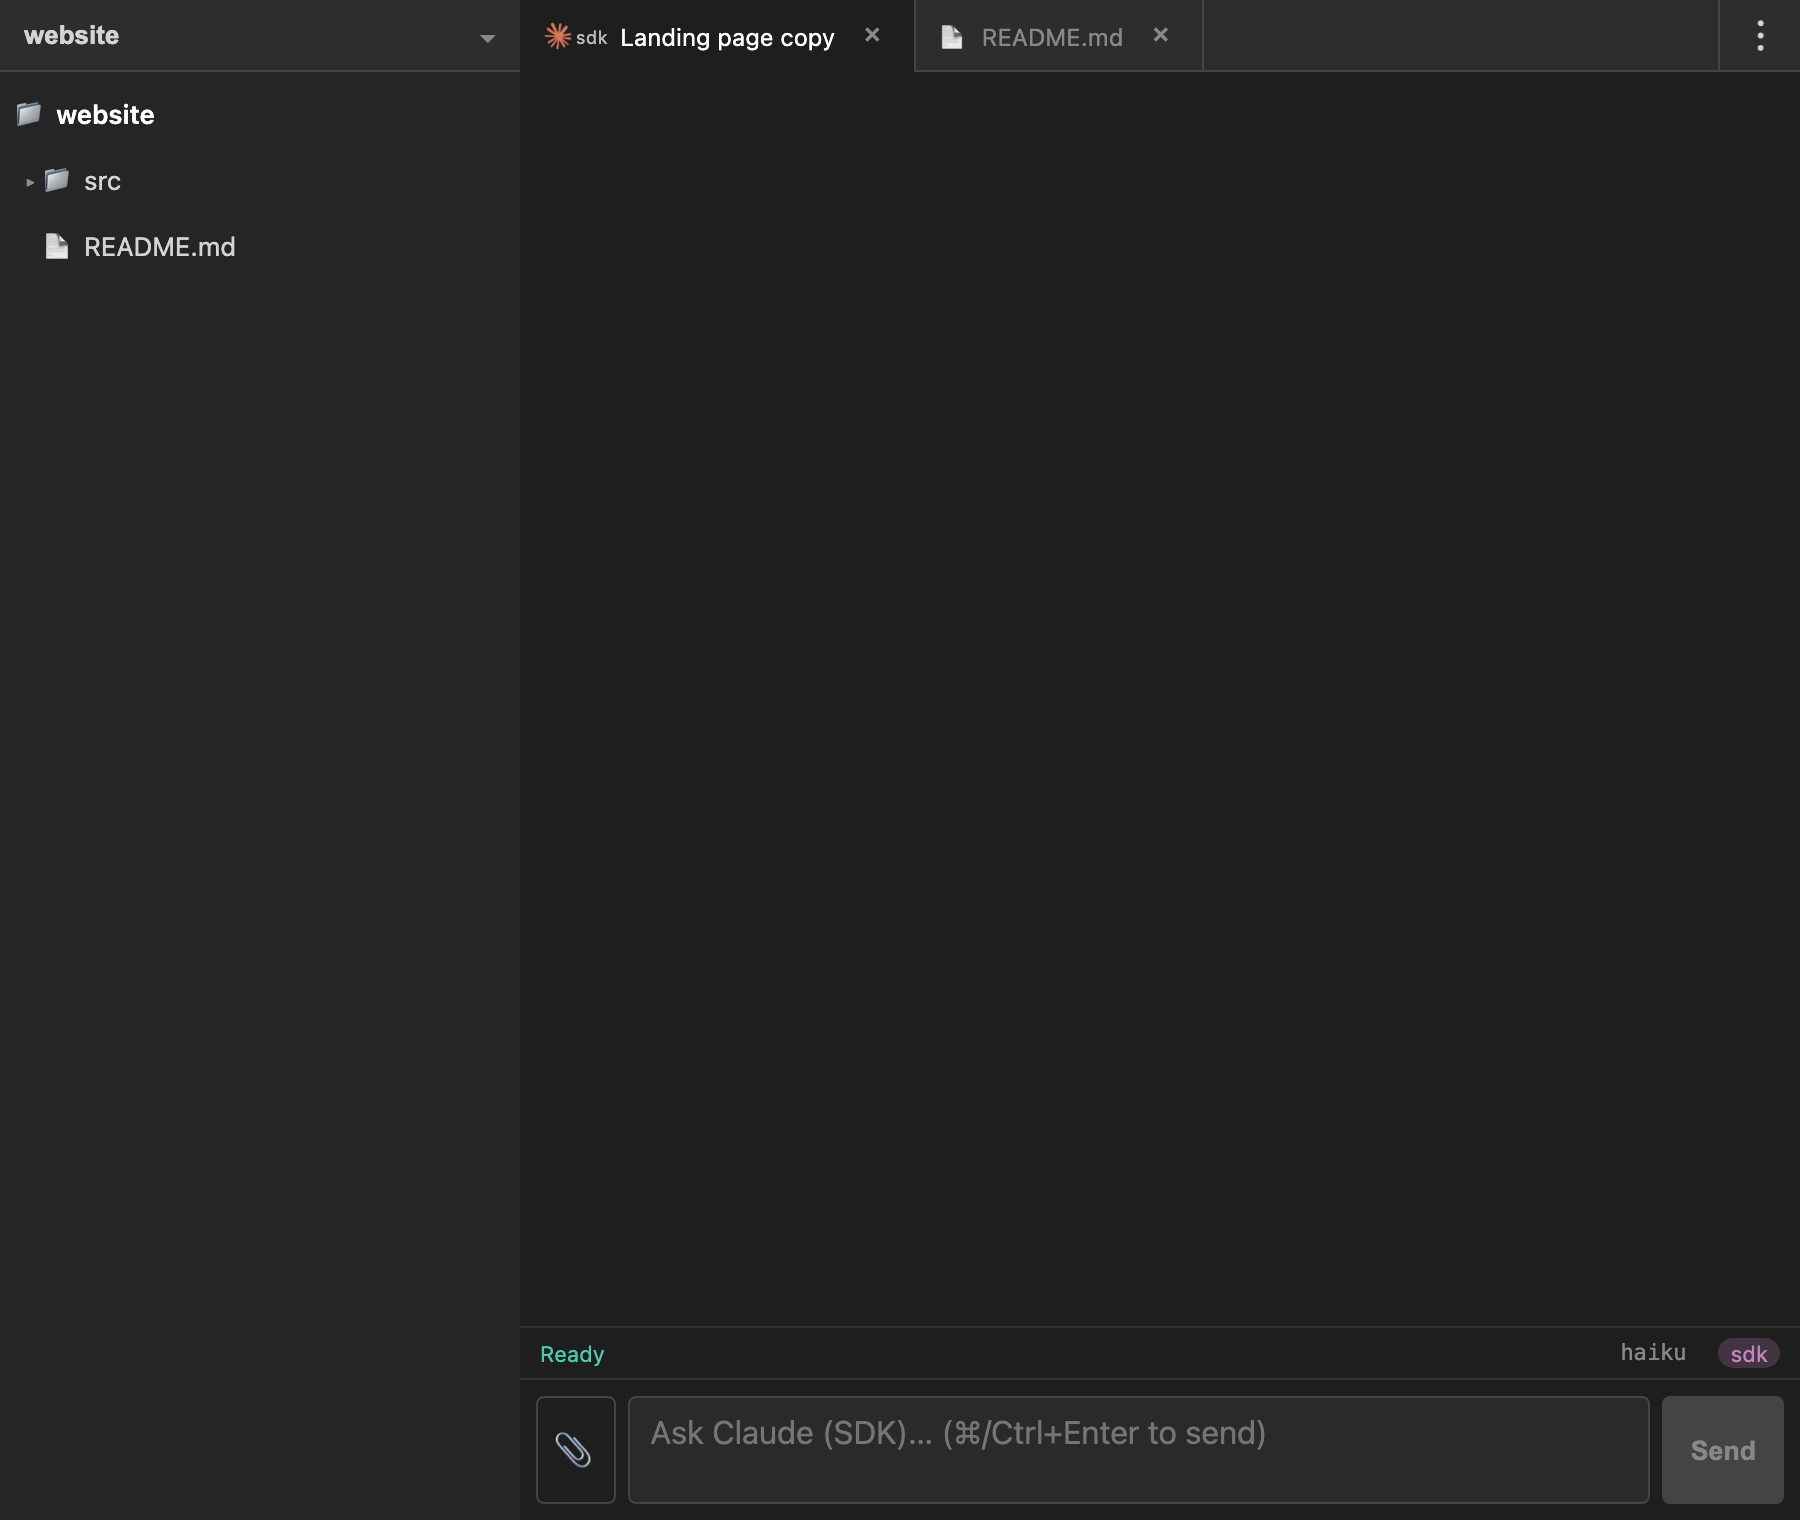 website
sdk Landing page copy ×
README.md ×
website
src
README.md
Ready
haiku
sdk
Ask Claude (SDK)... (⌘/Ctrl+Enter to send)
Send